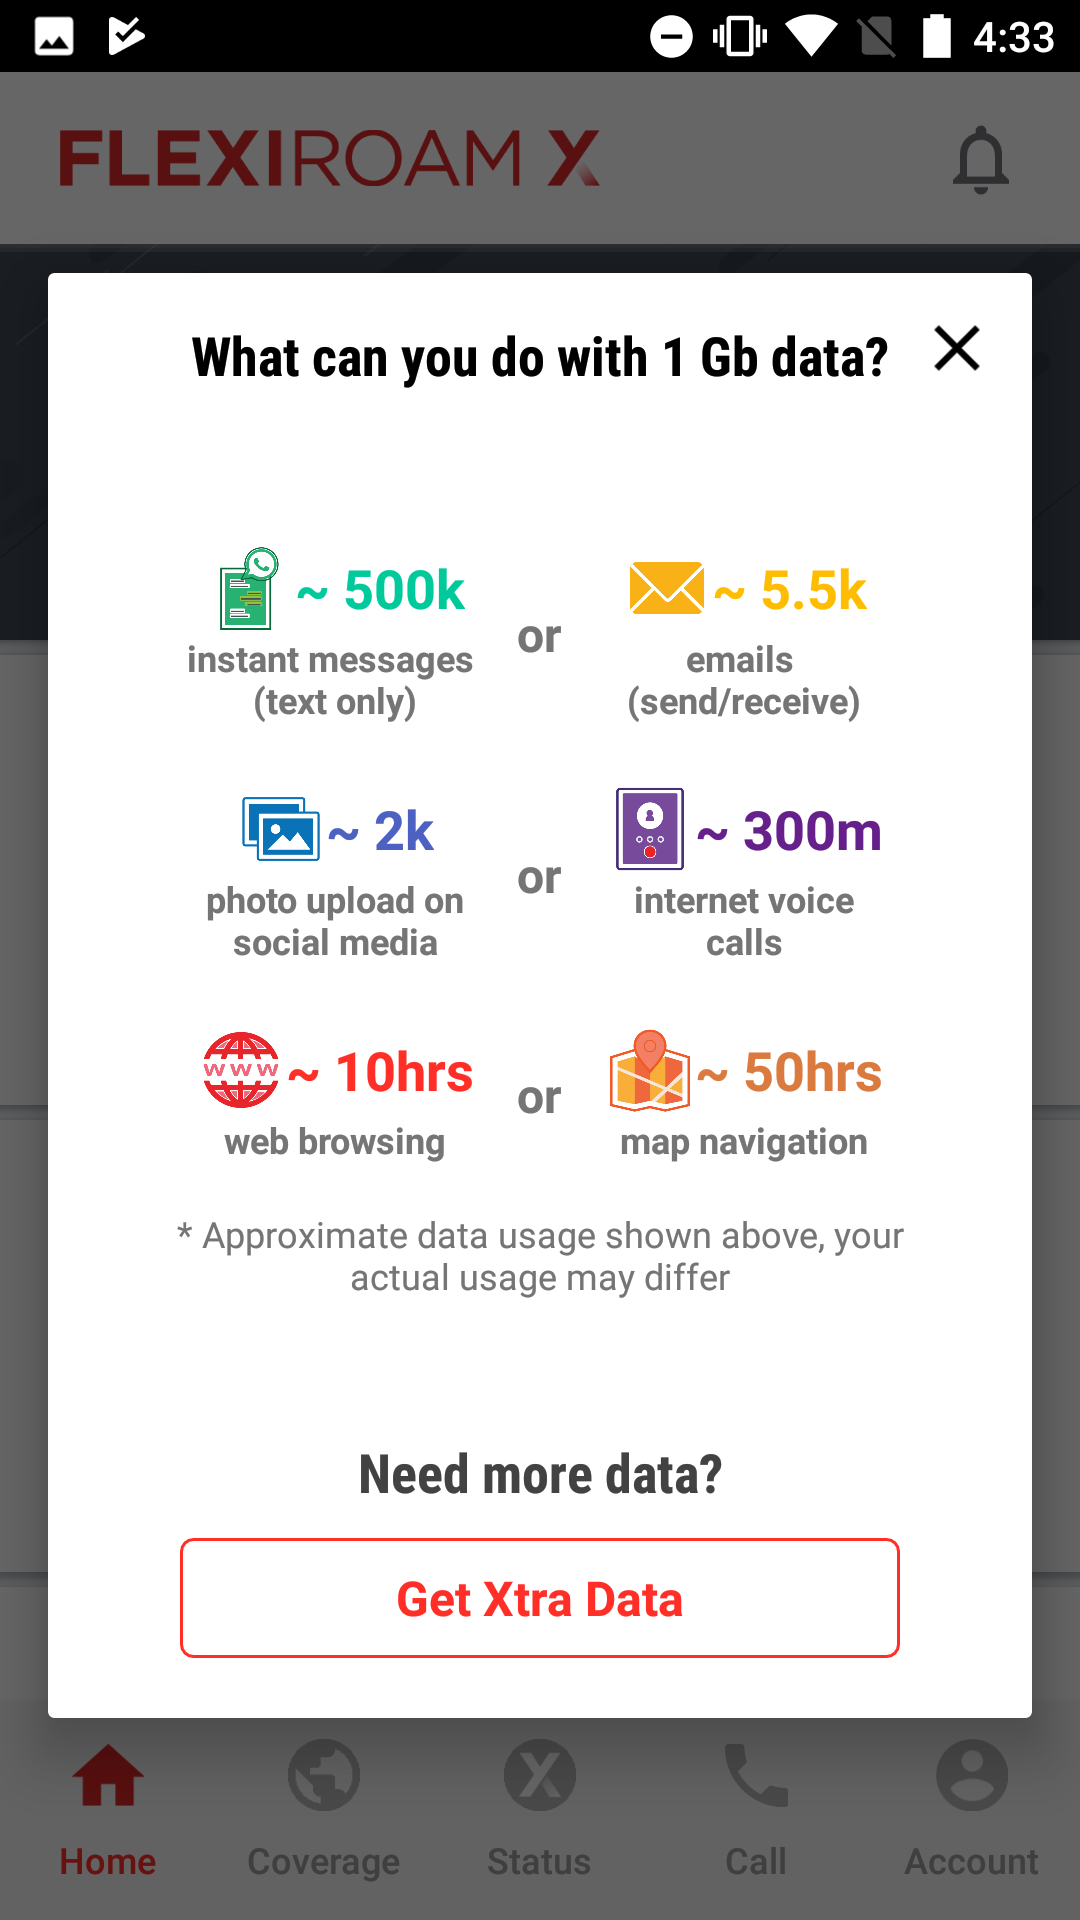 4:33
FLEXIROAM X
What can you do with 1 Gb data?
~ 500k
instant messages
(text only)
or
~ 5.5k
emails
(send/receive)
~ 2k
photo upload on
social media
or
~ 300m
internet voice
calls
WWW
~ 10hrs
web browsing
or
~ 50hrs
map navigation
* Approximate data usage shown above, your
actual usage may differ
Need more data?
Get Xtra Data
Home
Coverage
X
Status
Call
Account